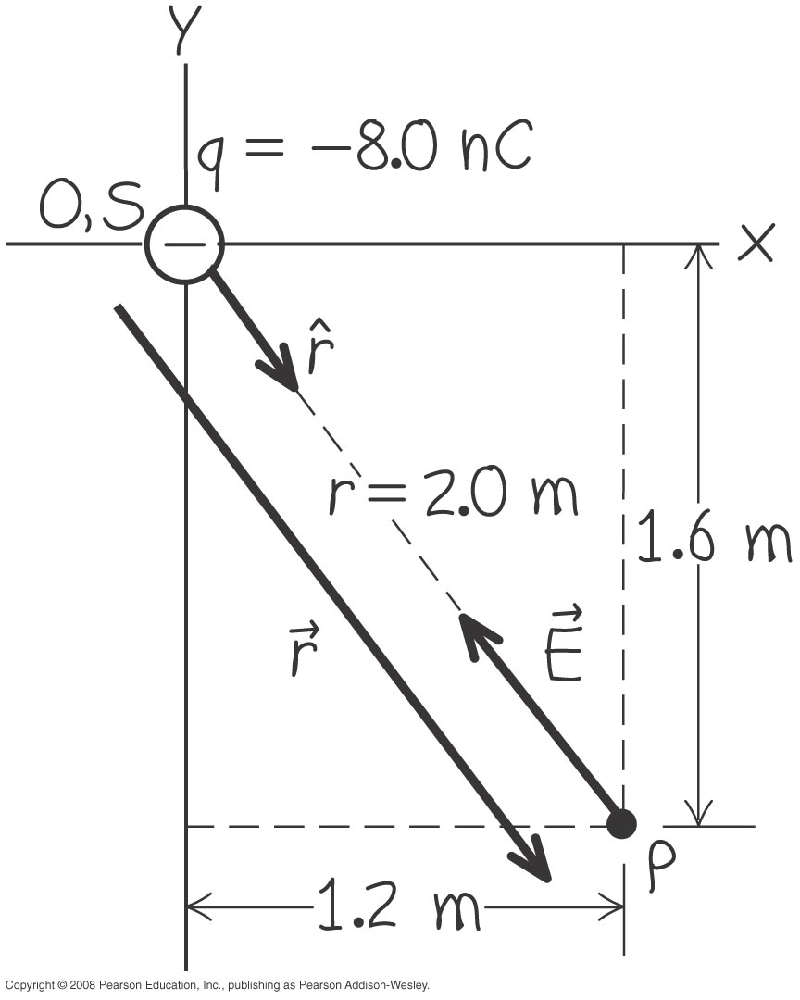 Y
q = −8.0 nC
O,S
X
r̂
r = 2.0 m
1.6 m
r⃗
E⃗
P
1.2 m
Copyright © 2008 Pearson Education, Inc., publishing as Pearson Addison-Wesley.